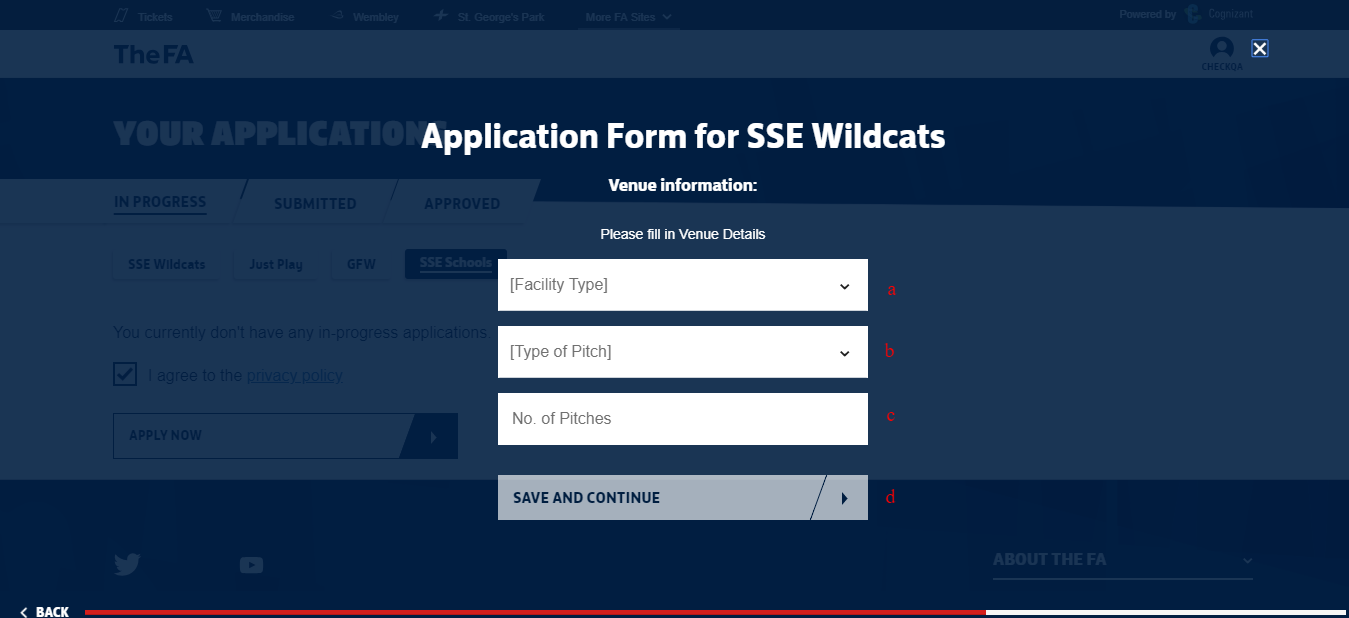 Tickets Merchandise Wembley St. George's Park More FA Sites Powered by Cognizant
TheFA
CHECKQA
YOUR APPLICATIONS
Application Form for SSE Wildcats
Venue information:
IN PROGRESS SUBMITTED APPROVED
Please fill in Venue Details
SSE Wildcats Just Play GFW SSE Schools
[Facility Type] a
You currently don't have any in-progress applications.
[Type of Pitch] b
I agree to the privacy policy
No. of Pitches c
APPLY NOW
SAVE AND CONTINUE d
ABOUT THE FA
BACK